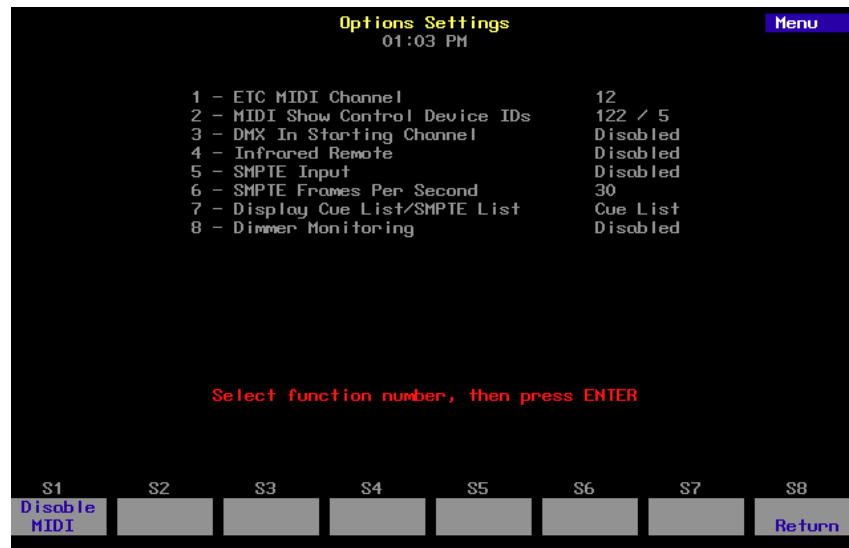 Options Settings
Menu
01:03 PM
1 - ETC MIDI Channel 12
2 - MIDI Show Control Device IDs 122 / 5
3 - DMX In Starting Channel Disabled
4 - Infrared Remote Disabled
5 - SMPTE Input Disabled
6 - SMPTE Frames Per Second 30
7 - Display Cue List/SMPTE List Cue List
8 - Dimmer Monitoring Disabled
Select function number, then press ENTER
S1 S2 S3 S4 S5 S6 S7 S8
Disable
MIDI Return